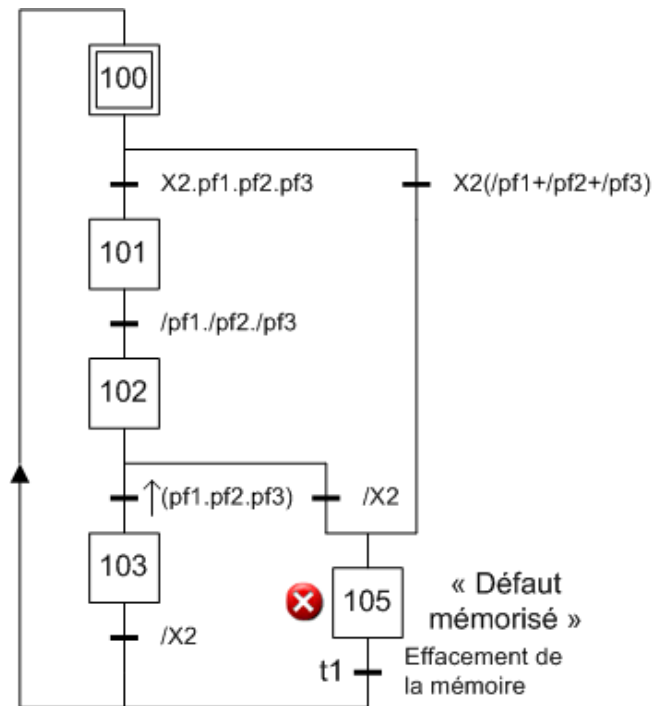 100
X2.pf1.pf2.pf3
X2(/pf1+/pf2+/pf3)
101
/pf1./pf2./pf3
102
↑(pf1.pf2.pf3)
/X2
103
105
« Défaut
mémorisé »
/X2
t1
Effacement de
la mémoire